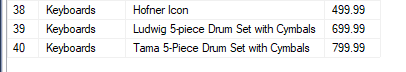 38 Keyboards Hofner Icon 499.99
39 Keyboards Ludwig 5-piece Drum Set with Cymbals 699.99
40 Keyboards Tama 5-Piece Drum Set with Cymbals 799.99